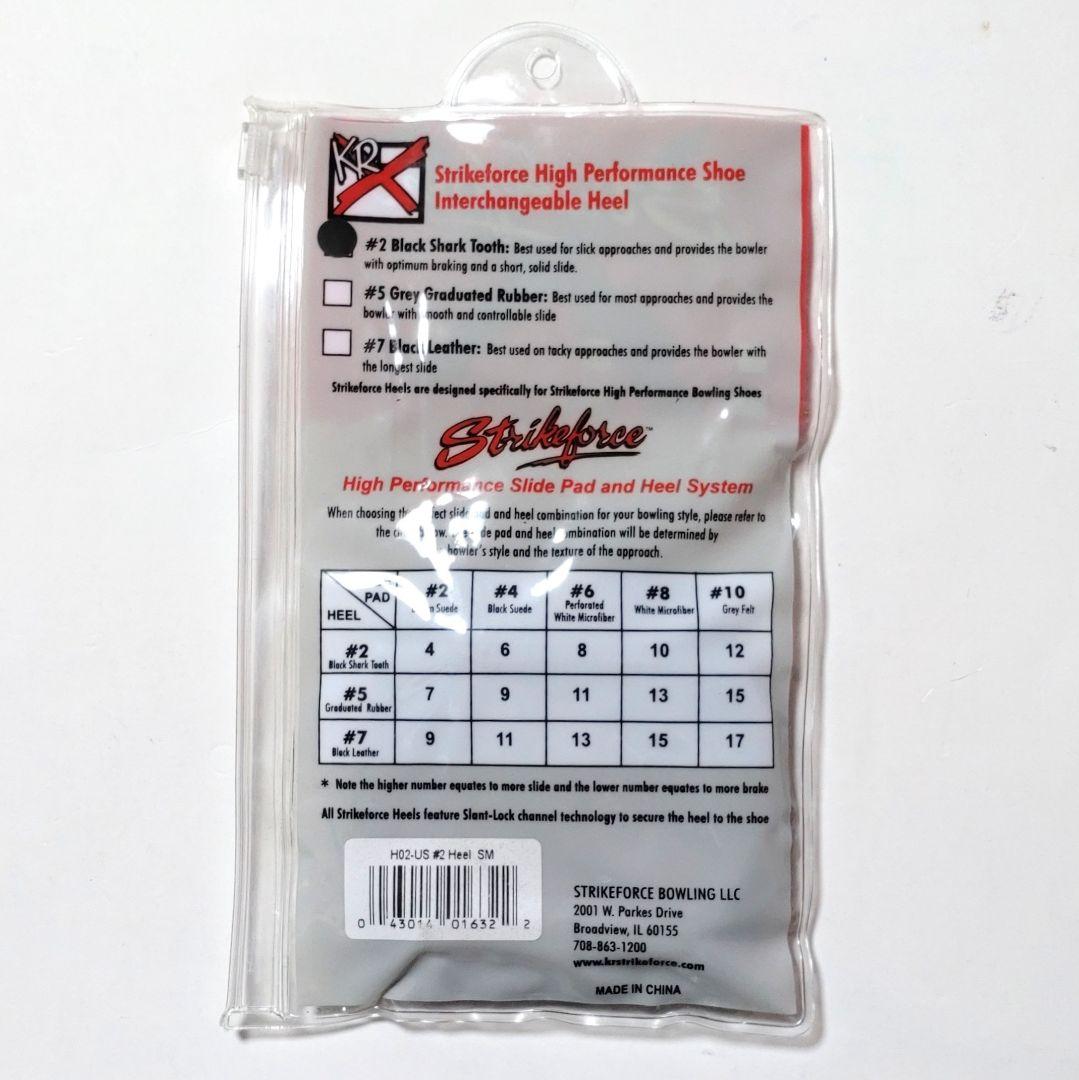 KR
Strikeforce High Performance Shoe
Interchangeable Heel
#2 Black Shark Tooth: Best used for slick approaches and provides the bowler
with optimum braking and a short, solid slide.
#5 Grey Graduated Rubber: Best used for most approaches and provides the
bowler with smooth and controllable slide
#7 Black Leather: Best used on tacky approaches and provides the bowler with
the longest slide
Strikeforce Heels are designed specifically for Strikeforce High Performance Bowling Shoes
Strikeforce™
High Performance Slide Pad and Heel System
When choosing the slide pad and heel combination for your bowling style, please refer to
the pad and heel combination will be determined by
bowler's style and the texture of the approach.
PAD #2 #4 #6 #8 #10
Suede Black Suede Perforated White Microfiber White Microfiber Grey Felt
HEEL
#2 Black Shark Tooth 4 6 8 10 12
#5 Graduated Rubber 7 9 11 13 15
#7 Black Leather 9 11 13 15 17
* Note the higher number equates to more slide and the lower number equates to more brake
All Strikeforce Heels feature Slant-Lock channel technology to secure the heel to the shoe
H02-US #2 Heel SM
0 43014 01632 2
STRIKEFORCE BOWLING LLC
2001 W. Parkes Drive
Broadview, IL 60155
708-863-1200
www.krstrikeforce.com
MADE IN CHINA